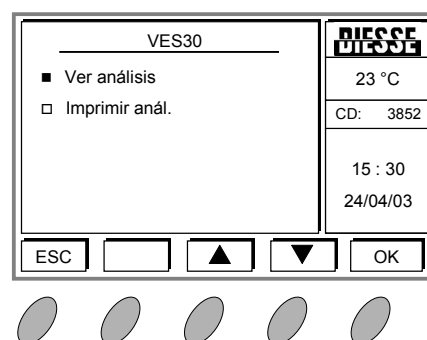 VES30
■ Ver análisis
□ Imprimir anál.
DIESSE
23 °C
CD: 3852
15 : 30
24/04/03
ESC
▲
▼
OK